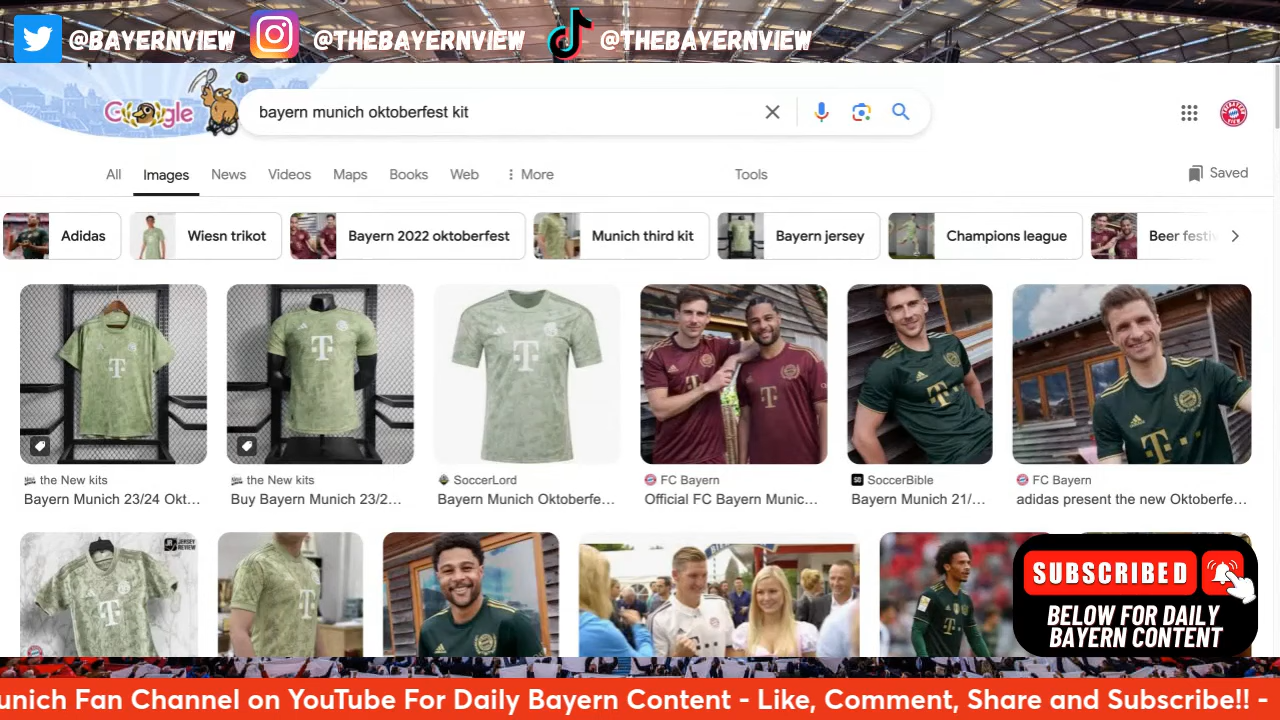 @BAYERNVIEW @THEBAYERNVIEW @THEBAYERNVIEW
Google bayern munich oktoberfest kit
All Images News Videos Maps Books Web More Tools Saved
Adidas Wiesn trikot Bayern 2022 oktoberfest Munich third kit Bayern jersey Champions league Beer festiv
the New kits the New kits SoccerLord FC Bayern SoccerBible FC Bayern
Bayern Munich 23/24 Okt... Buy Bayern Munich 23/2... Bayern Munich Oktoberfe... Official FC Bayern Munic... Bayern Munich 21/... adidas present the new Oktoberfe...
JERSEY
REVIEW
SUBSCRIBED
BELOW FOR DAILY
BAYERN CONTENT
unich Fan Channel on YouTube For Daily Bayern Content - Like, Comment, Share and Subscribe!! -